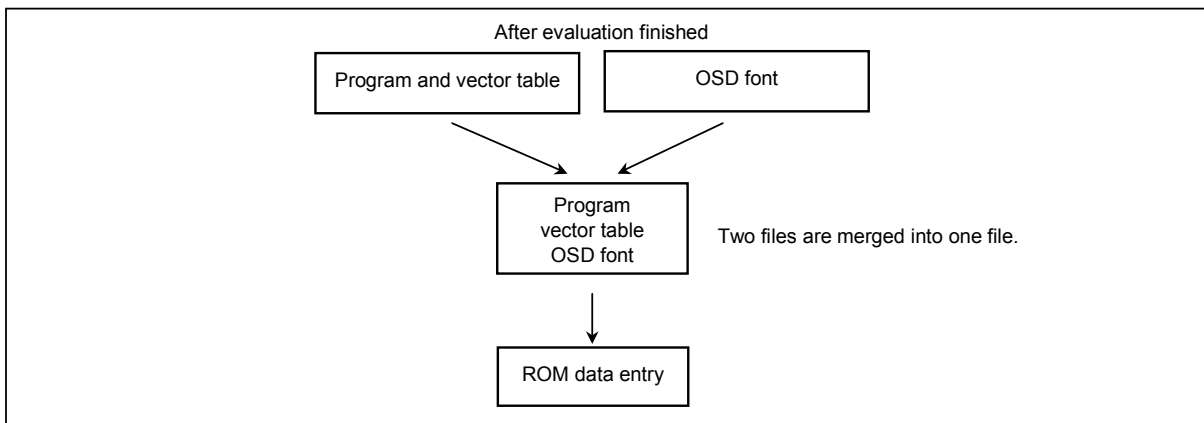 After evaluation finished
Program and vector table
OSD font
Program
vector table
OSD font
Two files are merged into one file.
ROM data entry